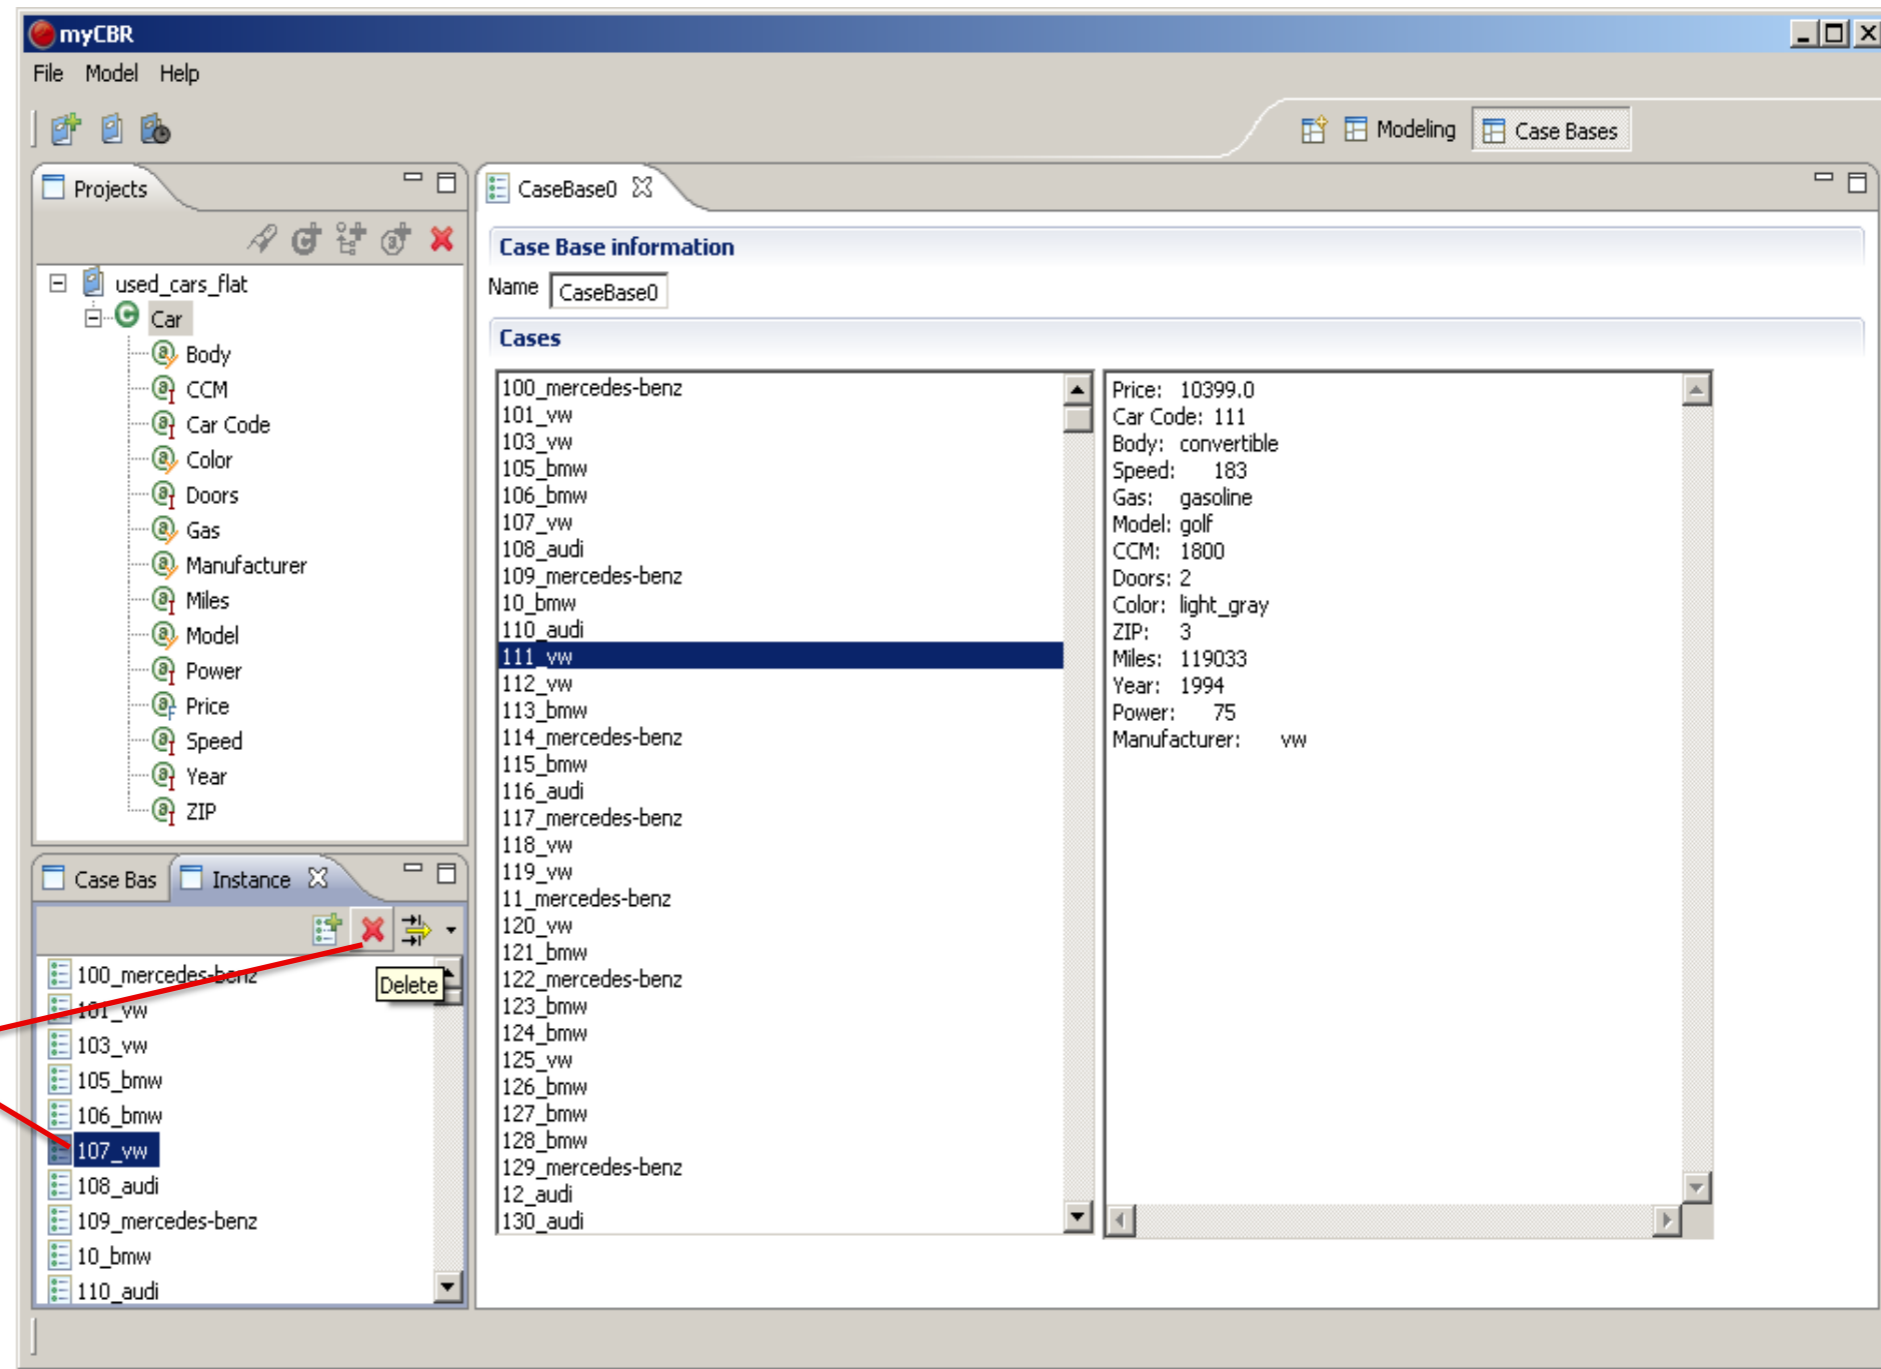 myCBR
File Model Help
Modeling Case Bases
Projects
used_cars_flat
Car
Body
CCM
Car Code
Color
Doors
Gas
Manufacturer
Miles
Model
Power
Price
Speed
Year
ZIP
Case Bas Instance
Delete
100_mercedes-benz
101_vw
103_vw
105_bmw
106_bmw
107_vw
108_audi
109_mercedes-benz
10_bmw
110_audi
CaseBase0
Case Base information
Name CaseBase0
Cases
100_mercedes-benz
101_vw
103_vw
105_bmw
106_bmw
107_vw
108_audi
109_mercedes-benz
10_bmw
110_audi
111_vw
112_vw
113_bmw
114_mercedes-benz
115_bmw
116_audi
117_mercedes-benz
118_vw
119_vw
11_mercedes-benz
120_vw
121_bmw
122_mercedes-benz
123_bmw
124_bmw
125_vw
126_bmw
127_bmw
128_bmw
129_mercedes-benz
12_audi
130_audi
Price: 10399.0
Car Code: 111
Body: convertible
Speed: 183
Gas: gasoline
Model: golf
CCM: 1800
Doors: 2
Color: light_gray
ZIP: 3
Miles: 119033
Year: 1994
Power: 75
Manufacturer: vw